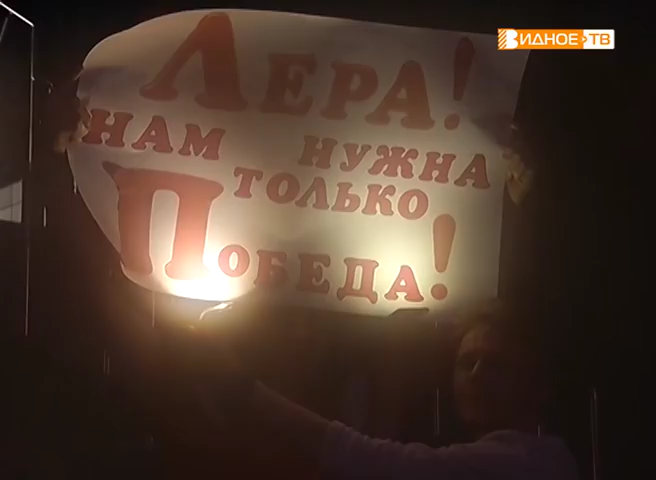 ВИДНОЕ ТВ
ЛЕРА!
НАМ НУЖНА
ТОЛЬКО
ПОБЕДА!